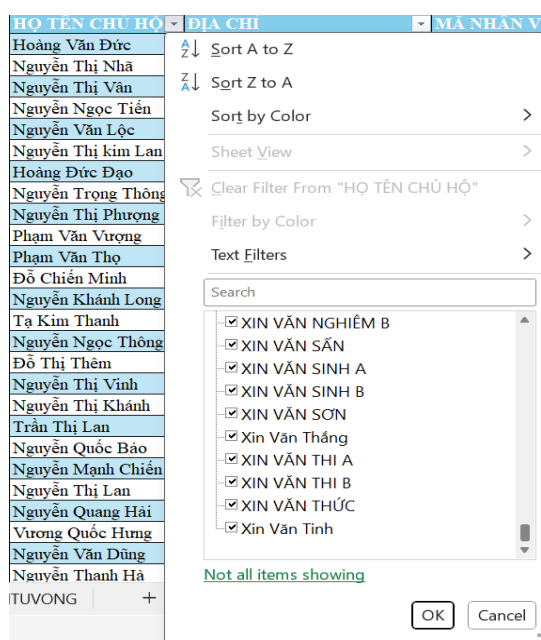 HỌ TÊN CHỦ HỘ ĐỊA CHỈ MÃ NHÂN V
Hoàng Văn Đức
Nguyễn Thị Nhã
Nguyễn Thị Vân
Nguyễn Ngọc Tiến
Nguyễn Văn Lộc
Nguyễn Thị kim Lan
Hoàng Đức Đạo
Nguyễn Trọng Thông
Nguyễn Thị Phượng
Phạm Văn Vượng
Phạm Văn Thọ
Đỗ Chiến Minh
Nguyễn Khánh Long
Tạ Kim Thanh
Nguyễn Ngọc Thông
Đỗ Thị Thêm
Nguyễn Thị Vinh
Nguyễn Thị Khánh
Trần Thị Lan
Nguyễn Quốc Bảo
Nguyễn Mạnh Chiến
Nguyễn Thị Lan
Nguyễn Quang Hải
Vương Quốc Hưng
Nguyễn Văn Dũng
Nguyễn Thanh Hà
ITUVONG +
Sort A to Z
Sort Z to A
Sort by Color
Sheet View
Clear Filter From "HỌ TÊN CHỦ HỘ"
Filter by Color
Text Filters
Search
XIN VĂN NGHIÊM B
XIN VĂN SẤN
XIN VĂN SINH A
XIN VĂN SINH B
XIN VĂN SƠN
Xin Văn Thắng
XIN VĂN THI A
XIN VĂN THI B
XIN VĂN THỨC
Xin Văn Tinh
Not all items showing
OK Cancel